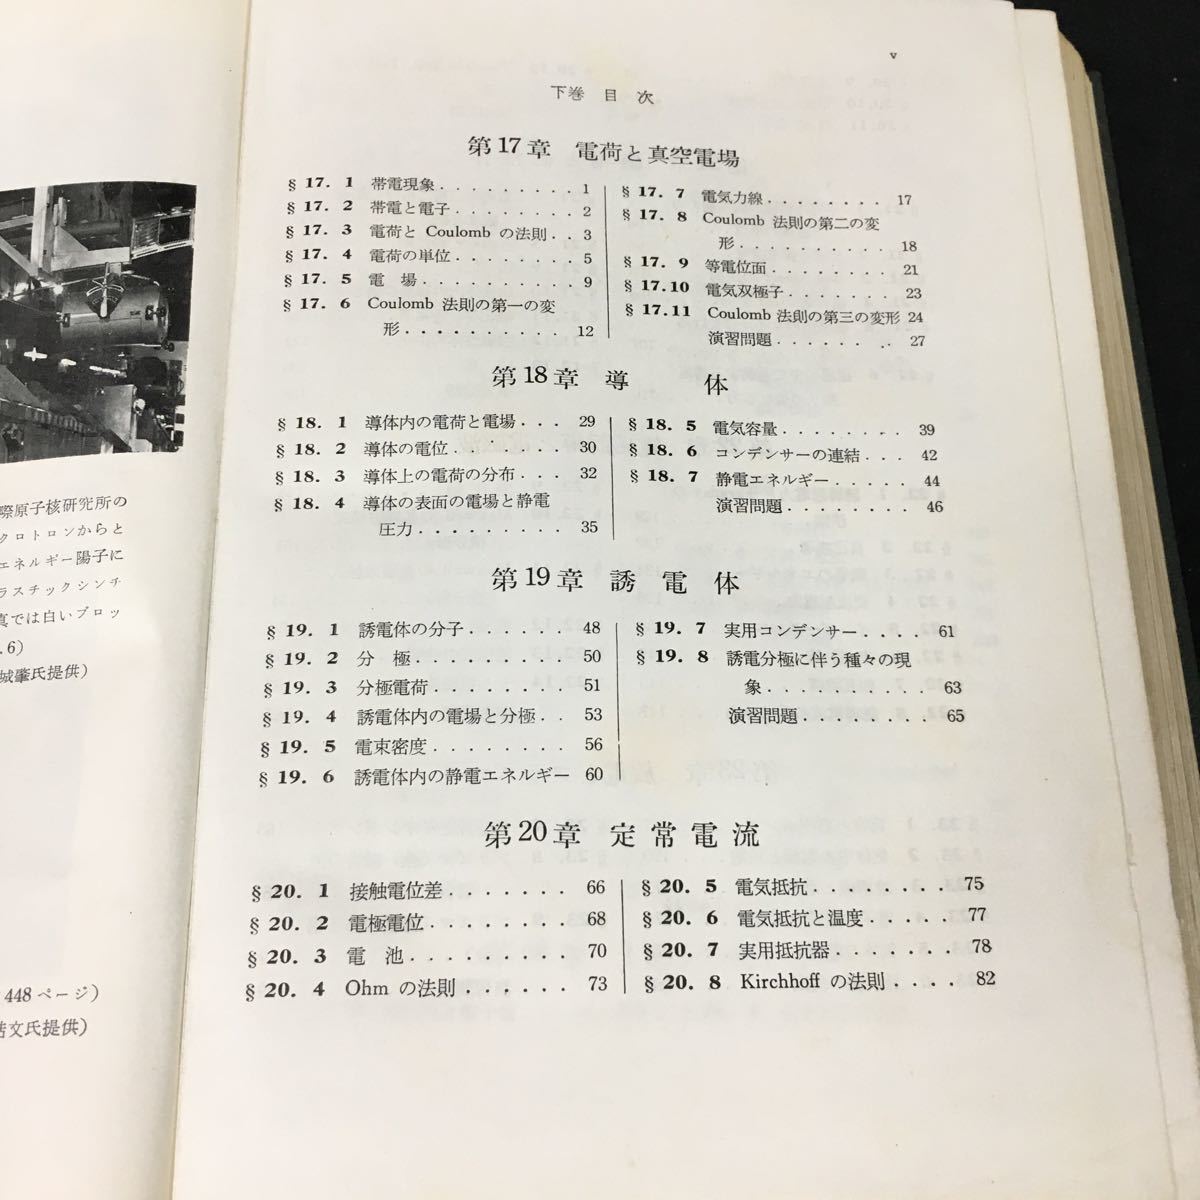 際原子核研究所の
クロトロンからと
エネルギー陽子に
ラスチックシンチ
真では白いブロッ
.6)
城肇氏提供)
448ページ)
皓文氏提供)
v
下巻 目 次
第17章 電荷と真空電場
§ 17. 1 帯電現象. . . . . . . . . 1
§ 17. 2 帯電と電子. . . . . . . . 2
§ 17. 3 電荷と Coulomb の法則. . 3
§ 17. 4 電荷の単位. . . . . . . . 5
§ 17. 5 電 場. . . . . . . . . . 9
§ 17. 6 Coulomb 法則の第一の変
形. . . . . . . . . . 12
§ 17. 7 電気力線. . . . . . . . 17
§ 17. 8 Coulomb 法則の第二の変
形. . . . . . . . . . 18
§ 17. 9 等電位面. . . . . . . . 21
§ 17.10 電気双極子. . . . . . . 23
§ 17.11 Coulomb 法則の第三の変形 24
演習問題. . . . . . . . 27
第18章 導 体
§ 18. 1 導体内の電荷と電場. . . 29
§ 18. 2 導体の電位. . . . . . . 30
§ 18. 3 導体上の電荷の分布. . . 32
§ 18. 4 導体の表面の電場と静電
圧力. . . . . . . . . 35
§ 18. 5 電気容量. . . . . . . . 39
§ 18. 6 コンデンサーの連結. . . 42
§ 18. 7 静電エネルギー. . . . . 44
演習問題. . . . . . . . 46
第19章 誘 電 体
§ 19. 1 誘電体の分子. . . . . . 48
§ 19. 2 分 極. . . . . . . . . 50
§ 19. 3 分極電荷. . . . . . . . 51
§ 19. 4 誘電体内の電場と分極. . 53
§ 19. 5 電束密度. . . . . . . . 56
§ 19. 6 誘電体内の静電エネルギー 60
§ 19. 7 実用コンデンサー. . . . 61
§ 19. 8 誘電分極に伴う種々の現
象. . . . . . . . . . 63
演習問題. . . . . . . . 65
第20章 定 常 電 流
§ 20. 1 接触電位差. . . . . . . 66
§ 20. 2 電極電位. . . . . . . . 68
§ 20. 3 電 池. . . . . . . . . 70
§ 20. 4 Ohm の法則. . . . . . 73
§ 20. 5 電気抵抗. . . . . . . . 75
§ 20. 6 電気抵抗と温度. . . . . 77
§ 20. 7 実用抵抗器. . . . . . . 78
§ 20. 8 Kirchhoff の法則. . . . 82